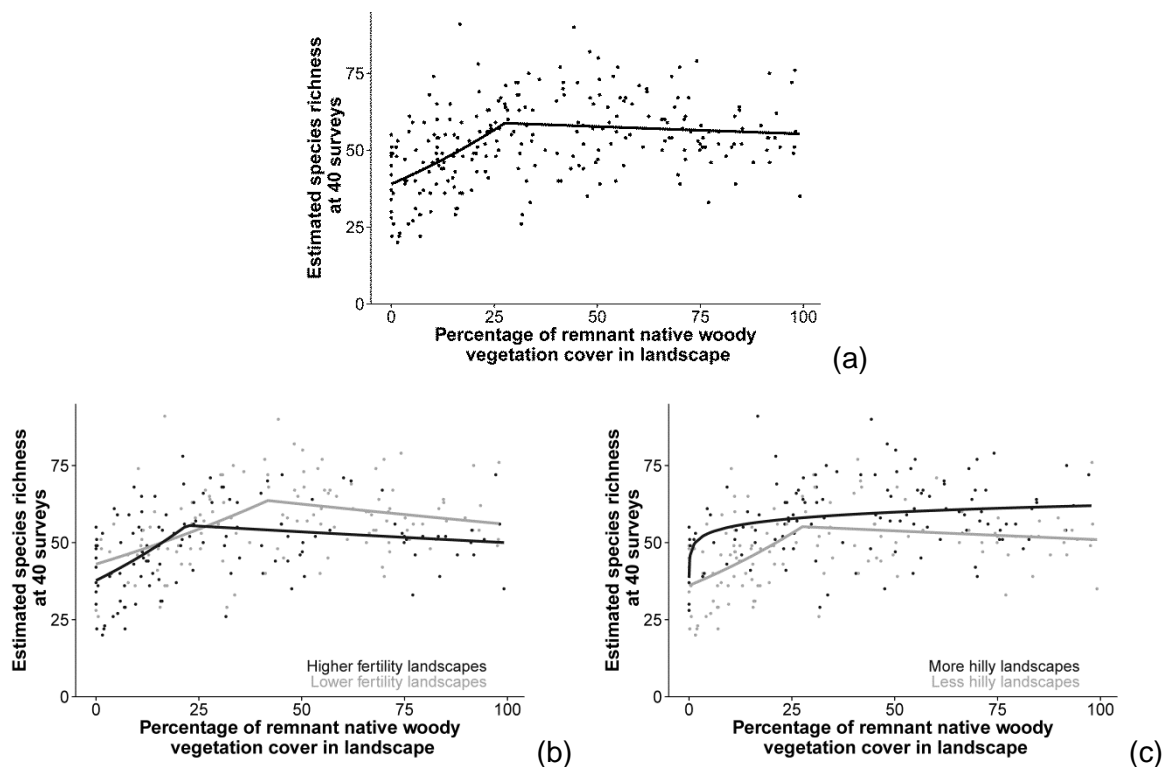 Estimated species richness
at 40 surveys
75
50
25
0
0 25 50 75 100
Percentage of remnant native woody
vegetation cover in landscape
(a)
Estimated species richness
at 40 surveys
75
50
25
0
Higher fertility landscapes
Lower fertility landscapes
0 25 50 75 100
Percentage of remnant native woody
vegetation cover in landscape
(b)
Estimated species richness
at 40 surveys
75
50
25
0
More hilly landscapes
Less hilly landscapes
0 25 50 75 100
Percentage of remnant native woody
vegetation cover in landscape
(c)